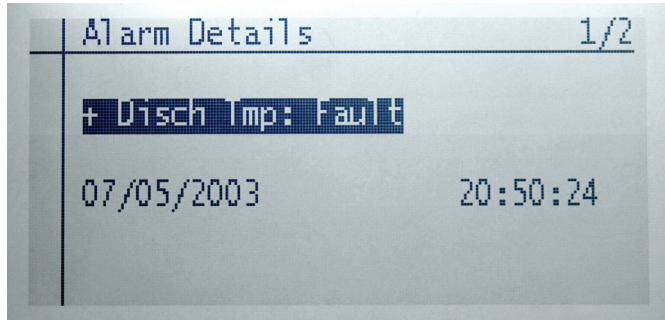 Alarm Details 1/2
+ Disch Tmp: Fault
07/05/2003 20:50:24